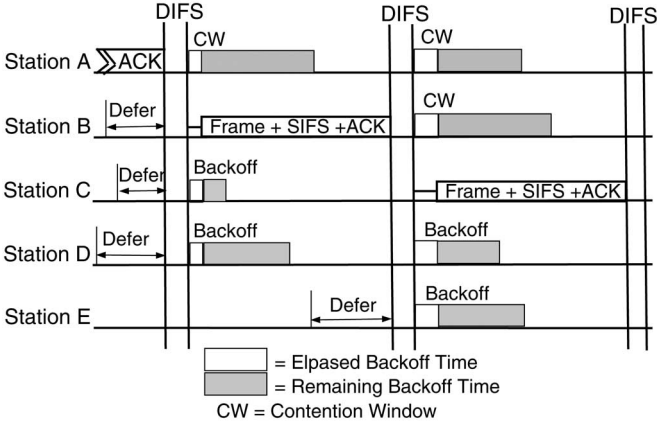 DIFS DIFS DIFS
CW CW
Station A ACK
Defer CW
Station B Frame + SIFS +ACK
Defer Backoff
Station C Frame + SIFS +ACK
Defer Backoff Backoff
Station D
Defer Backoff
Station E
= Elpased Backoff Time
= Remaining Backoff Time
CW = Contention Window